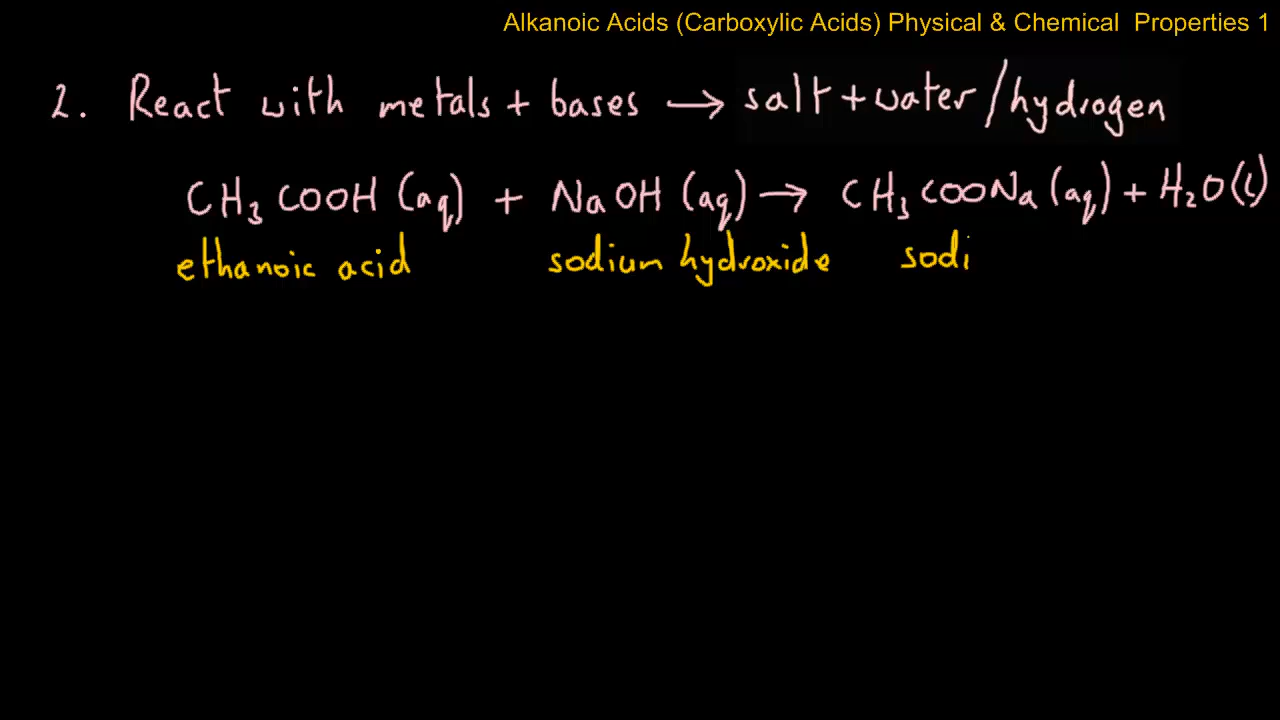 Alkanoic Acids (Carboxylic Acids) Physical & Chemical Properties 1
2. React with metals + bases → salt + water/hydrogen
CH₃COOH (aq) + NaOH (aq) → CH₃COONa (aq) + H₂O(l)
ethanoic acid sodium hydroxide sodi